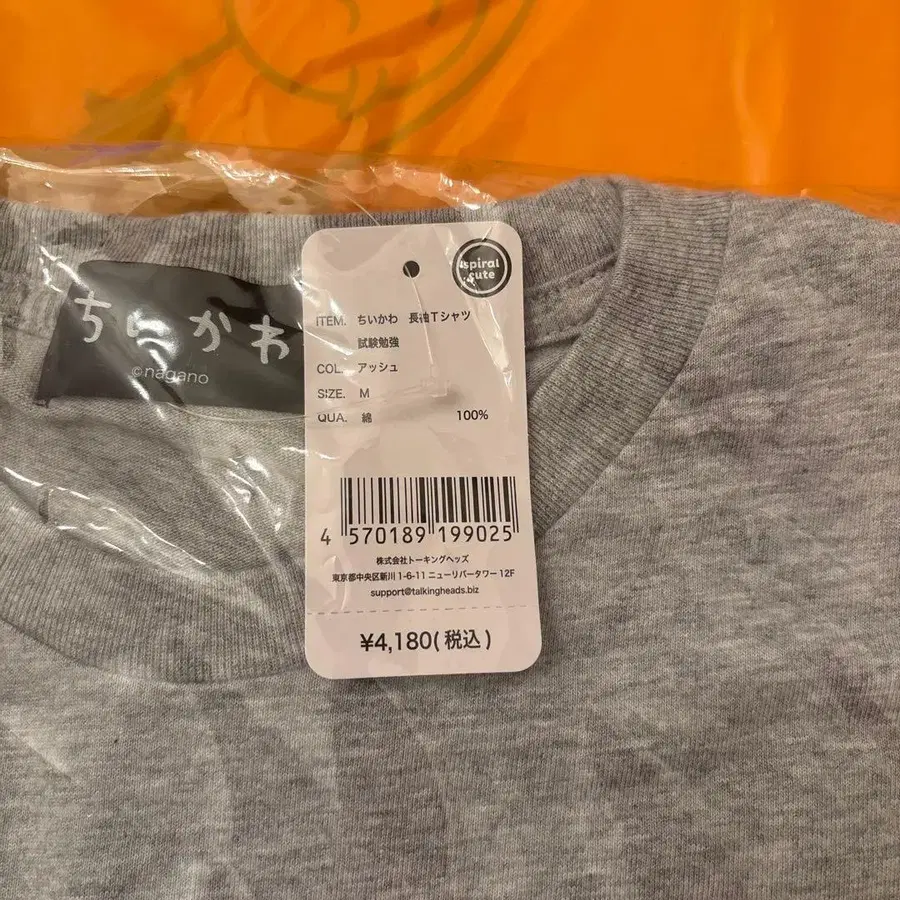 spiral
cute
ちいかわ
©nagano
ITEM. ちいかわ 長袖Tシャツ
試験勉強
COL. アッシュ
SIZE. M
QUA. 綿 100%
4 570189 199025
株式会社トーキングヘッズ
東京都中央区新川1-6-11 ニューリバータワー 12F
support@talkingheads.biz
¥4,180(税込)